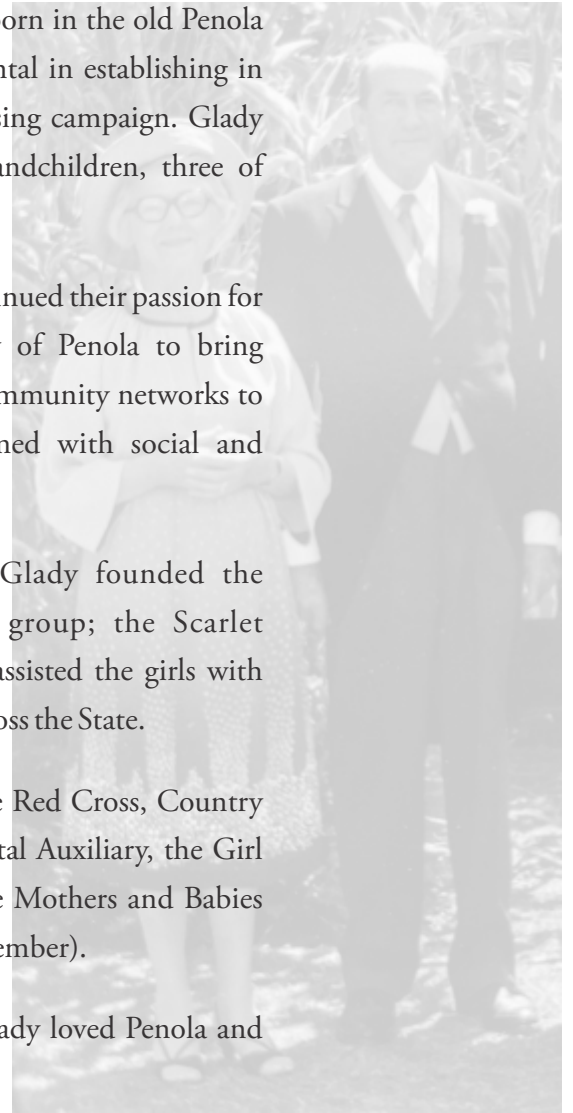 orn in the old Penola
ntal in establishing in
sing campaign. Glady
andchildren, three of
nued their passion for
of Penola to bring
mmunity networks to
ned with social and
Glady founded the
group; the Scarlet
assisted the girls with
oss the State.
e Red Cross, Country
tal Auxiliary, the Girl
e Mothers and Babies
ember).
ady loved Penola and